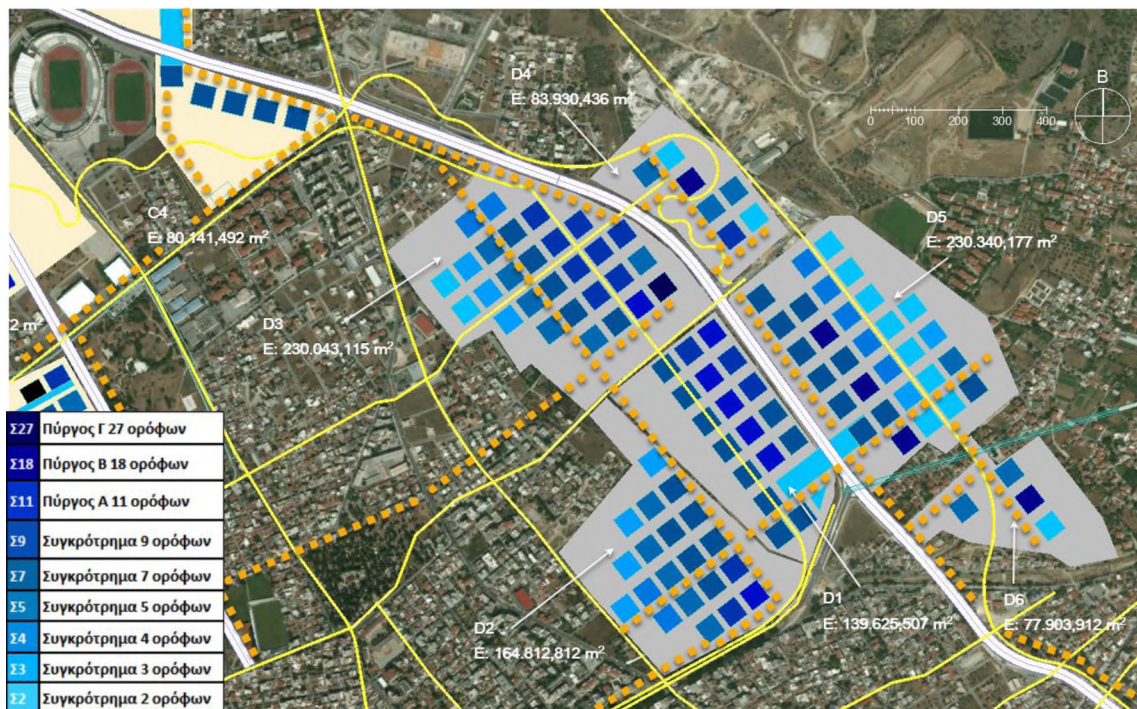 D4
E: 83.930,436 m²
B
0 100 200 300 400
C4
E: 80.141,492 m²
D5
E: 230.340,177 m²
2 m²
D3
E: 230.043,115 m²
Σ27 Πύργος Γ 27 ορόφων
Σ18 Πύργος Β 18 ορόφων
Σ11 Πύργος Α 11 ορόφων
Σ9 Συγκρότημα 9 ορόφων
Σ7 Συγκρότημα 7 ορόφων
Σ5 Συγκρότημα 5 ορόφων
Σ4 Συγκρότημα 4 ορόφων
Σ3 Συγκρότημα 3 ορόφων
Σ2 Συγκρότημα 2 ορόφων
D2
E: 164.812,812 m²
D1
E: 139.625,507 m²
D6
E: 77.903,912 m²